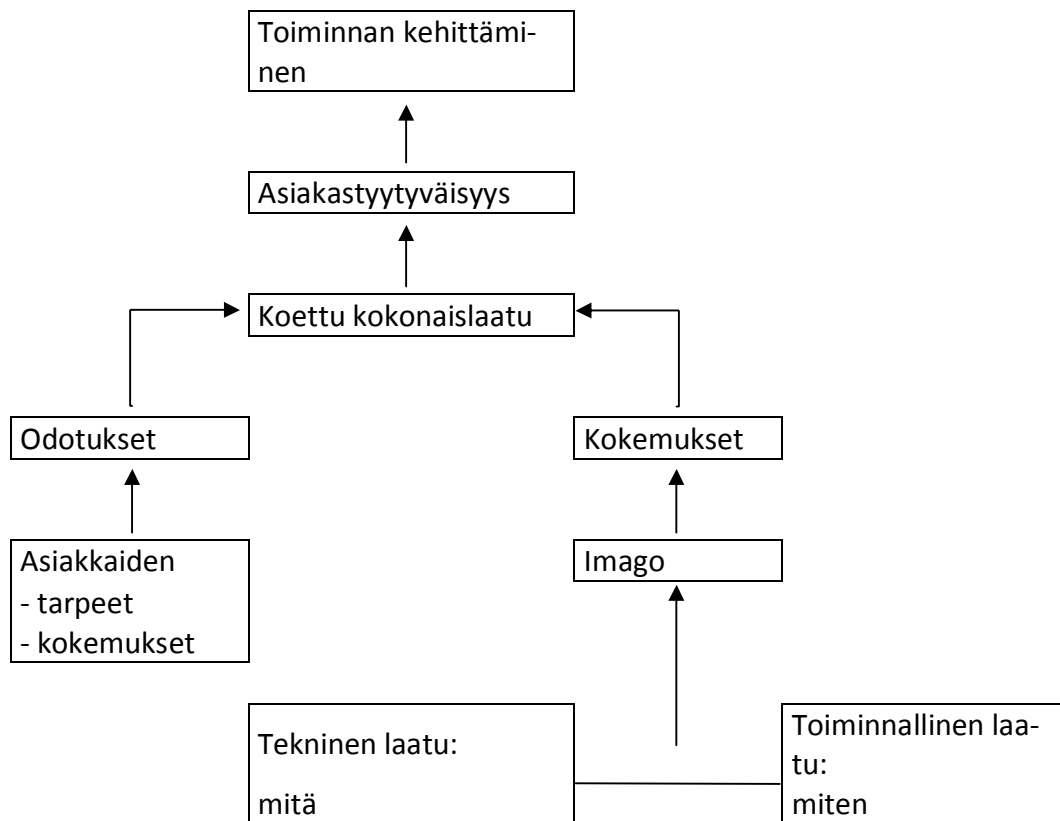 Toiminnan kehittämi-
nen
Asiakastyytyväisyys
Koettu kokonaislaatu
Odotukset
Kokemukset
Asiakkaiden
- tarpeet
- kokemukset
Imago
Tekninen laatu:
mitä
Toiminnallinen laa-
tu:
miten